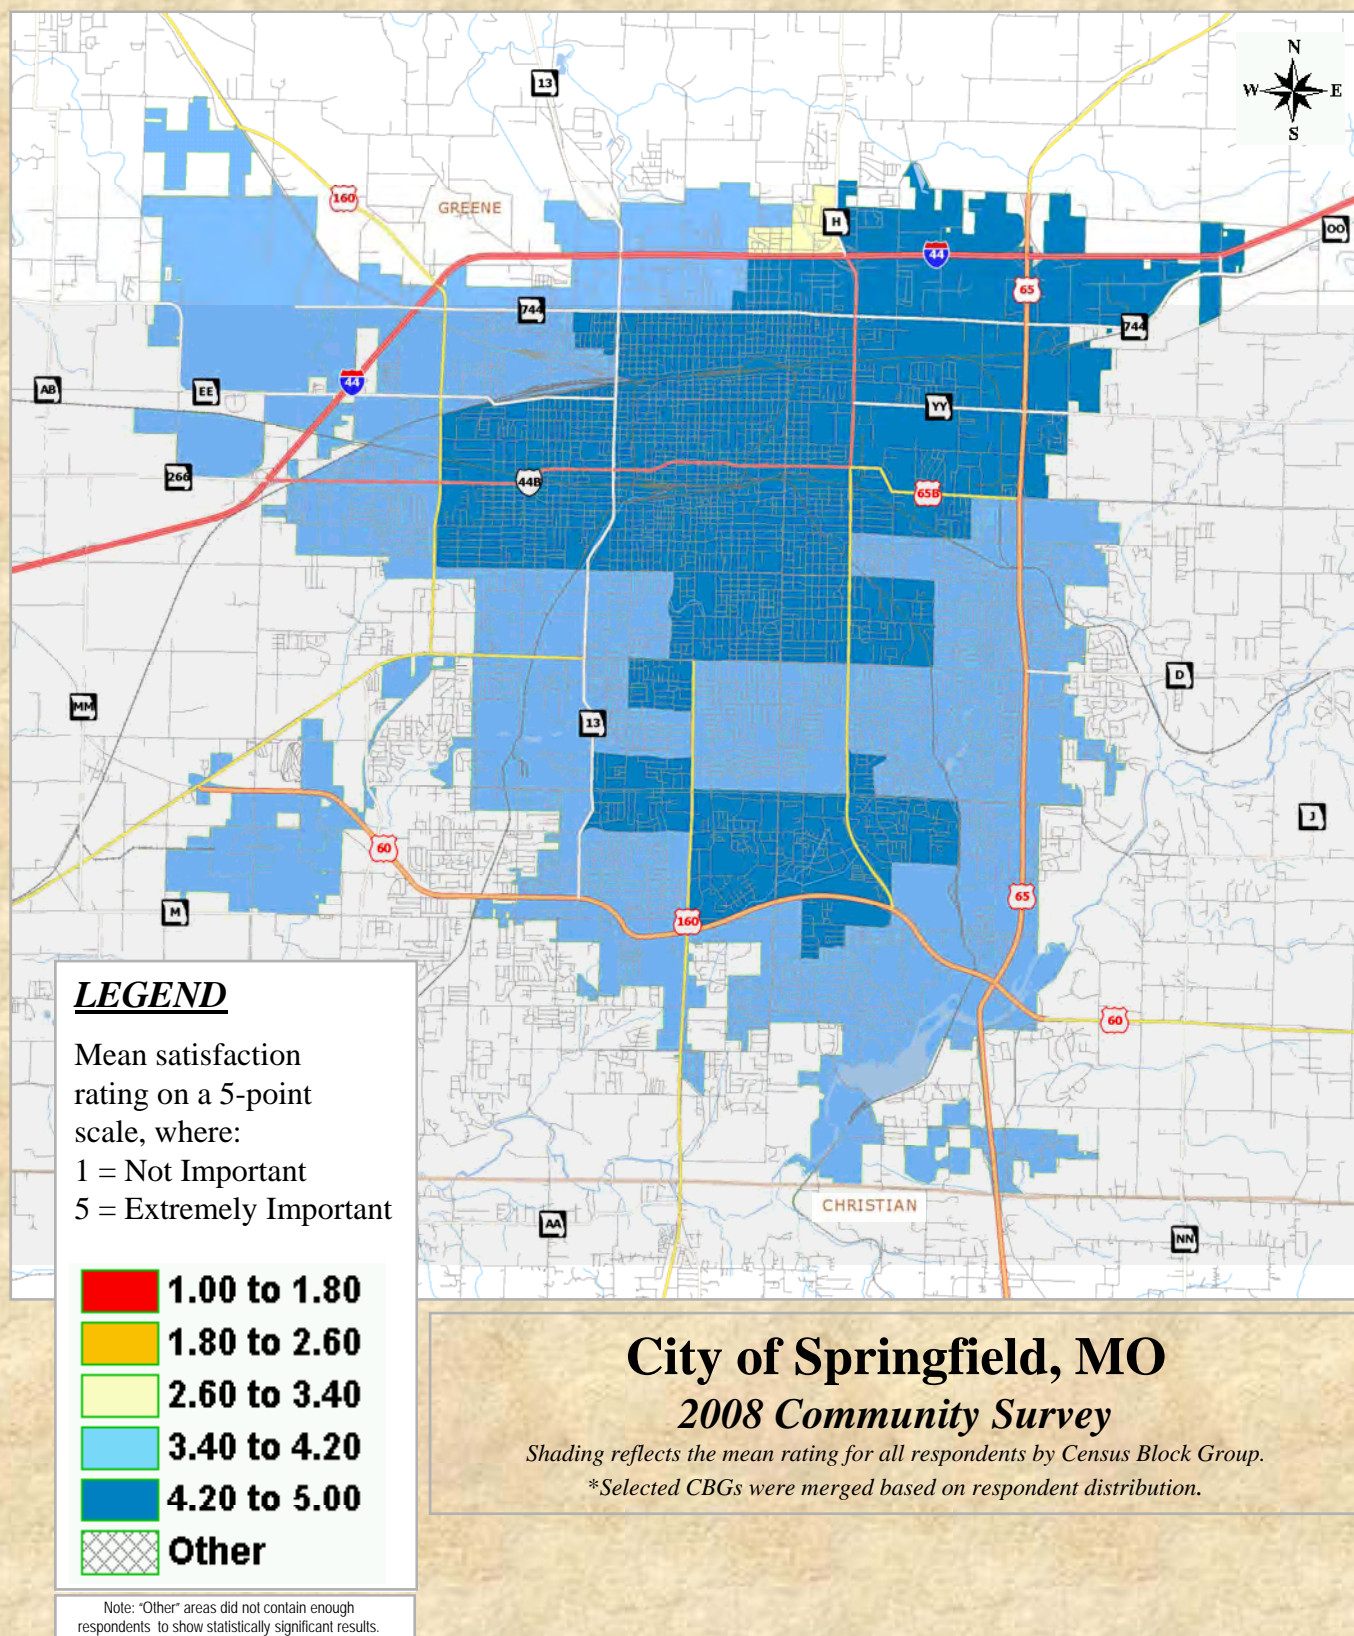 N
W E
S
13
160
GREENE
H
OO
44
65
744
744
AB
EE
44
YY
266
44B
65B
D
MM
13
J
60
M
65
160
60
CHRISTIAN
AA
NN
LEGEND
Mean satisfaction
rating on a 5-point
scale, where:
1 = Not Important
5 = Extremely Important
1.00 to 1.80
1.80 to 2.60
2.60 to 3.40
3.40 to 4.20
4.20 to 5.00
Other
Note: “Other” areas did not contain enough
respondents to show statistically significant results.
City of Springfield, MO
2008 Community Survey
Shading reflects the mean rating for all respondents by Census Block Group.
*Selected CBGs were merged based on respondent distribution.